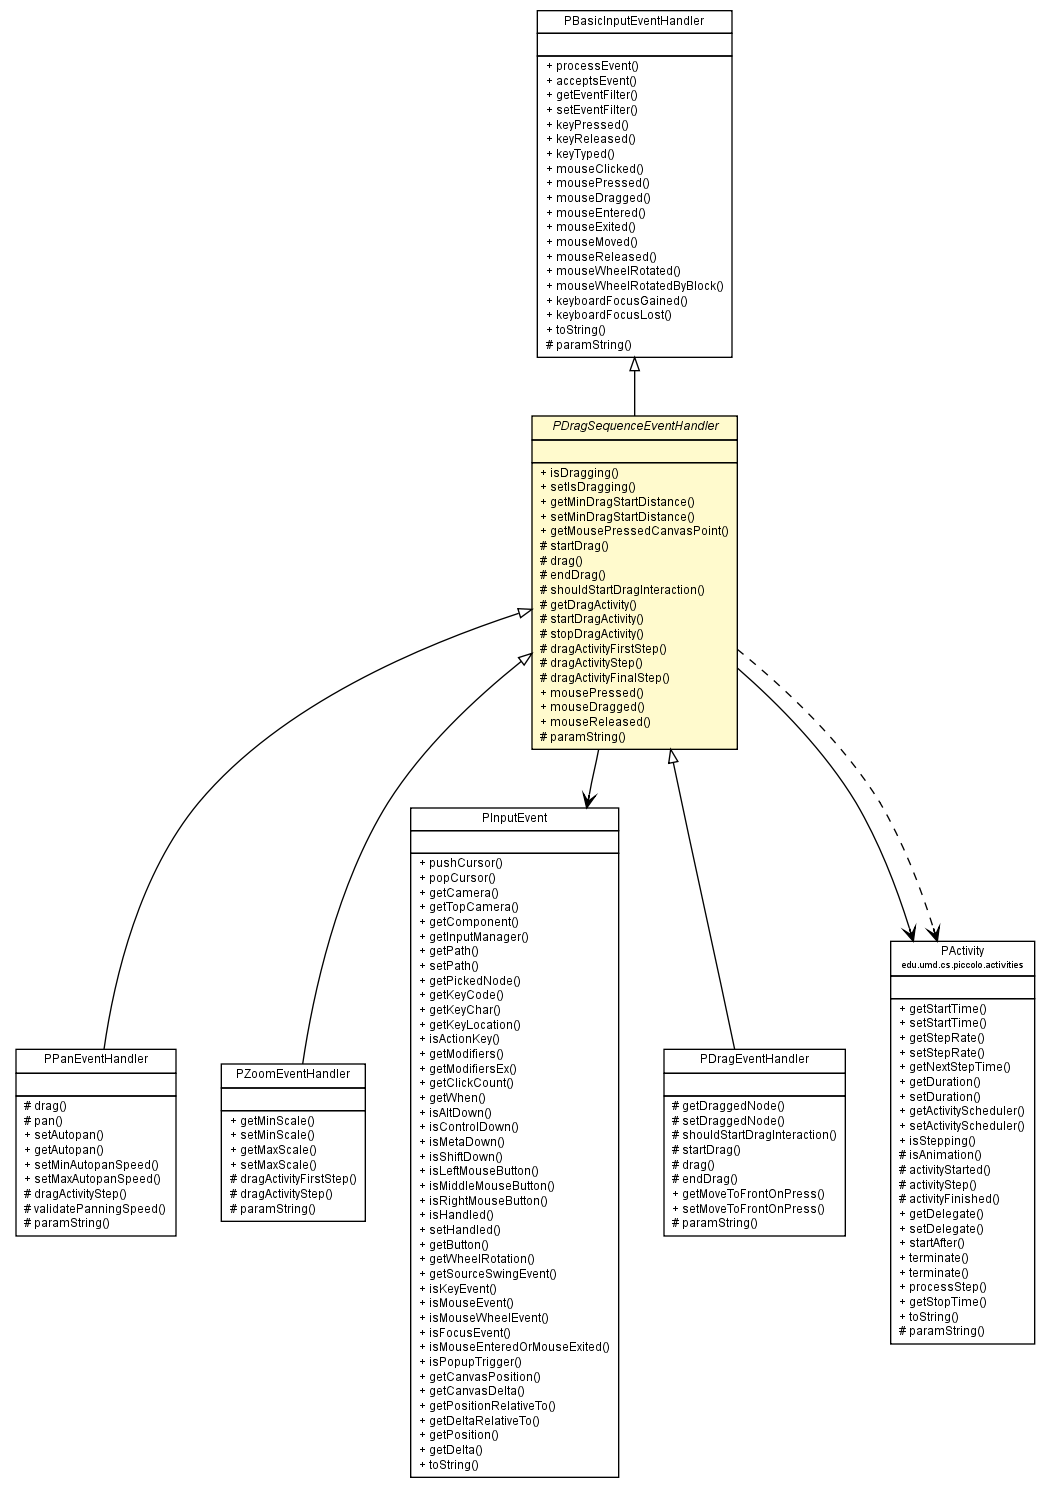 PBasicInputEventHandler
+ processEvent()
+ acceptsEvent()
+ getEventFilter()
+ setEventFilter()
+ keyPressed()
+ keyReleased()
+ keyTyped()
+ mouseClicked()
+ mousePressed()
+ mouseDragged()
+ mouseEntered()
+ mouseExited()
+ mouseMoved()
+ mouseReleased()
+ mouseWheelRotated()
+ mouseWheelRotatedByBlock()
+ keyboardFocusGained()
+ keyboardFocusLost()
+ toString()
# paramString()
PDragSequenceEventHandler
+ isDragging()
+ setIsDragging()
+ getMinDragStartDistance()
+ setMinDragStartDistance()
+ getMousePressedCanvasPoint()
# startDrag()
# drag()
# endDrag()
# shouldStartDragInteraction()
# getDragActivity()
# startDragActivity()
# stopDragActivity()
# dragActivityFirstStep()
# dragActivityStep()
# dragActivityFinalStep()
+ mousePressed()
+ mouseDragged()
+ mouseReleased()
# paramString()
PPanEventHandler
# drag()
# pan()
+ setAutopan()
+ getAutopan()
+ setMinAutopanSpeed()
+ setMaxAutopanSpeed()
# dragActivityStep()
# validatePanningSpeed()
# paramString()
PZoomEventHandler
+ getMinScale()
+ setMinScale()
+ getMaxScale()
+ setMaxScale()
# dragActivityFirstStep()
# dragActivityStep()
# paramString()
PInputEvent
+ pushCursor()
+ popCursor()
+ getCamera()
+ getTopCamera()
+ getComponent()
+ getInputManager()
+ getPath()
+ setPath()
+ getPickedNode()
+ getKeyCode()
+ getKeyChar()
+ getKeyLocation()
+ isActionKey()
+ getModifiers()
+ getModifiersEx()
+ getClickCount()
+ getWhen()
+ isAltDown()
+ isControlDown()
+ isMetaDown()
+ isShiftDown()
+ isLeftMouseButton()
+ isMiddleMouseButton()
+ isRightMouseButton()
+ isHandled()
+ setHandled()
+ getButton()
+ getWheelRotation()
+ getSourceSwingEvent()
+ isKeyEvent()
+ isMouseEvent()
+ isMouseWheelEvent()
+ isFocusEvent()
+ isMouseEnteredOrMouseExited()
+ isPopupTrigger()
+ getCanvasPosition()
+ getCanvasDelta()
+ getPositionRelativeTo()
+ getDeltaRelativeTo()
+ getPosition()
+ getDelta()
+ toString()
PDragEventHandler
# getDraggedNode()
# setDraggedNode()
# shouldStartDragInteraction()
# startDrag()
# drag()
# endDrag()
+ getMoveToFrontOnPress()
+ setMoveToFrontOnPress()
# paramString()
PActivity
edu.umd.cs.piccolo.activities
+ getStartTime()
+ setStartTime()
+ getStepRate()
+ setStepRate()
+ getNextStepTime()
+ getDuration()
+ setDuration()
+ getActivityScheduler()
+ setActivityScheduler()
+ isStepping()
# isAnimation()
# activityStarted()
# activityStep()
# activityFinished()
+ getDelegate()
+ setDelegate()
+ startAfter()
+ terminate()
+ terminate()
+ processStep()
+ getStopTime()
+ toString()
# paramString()